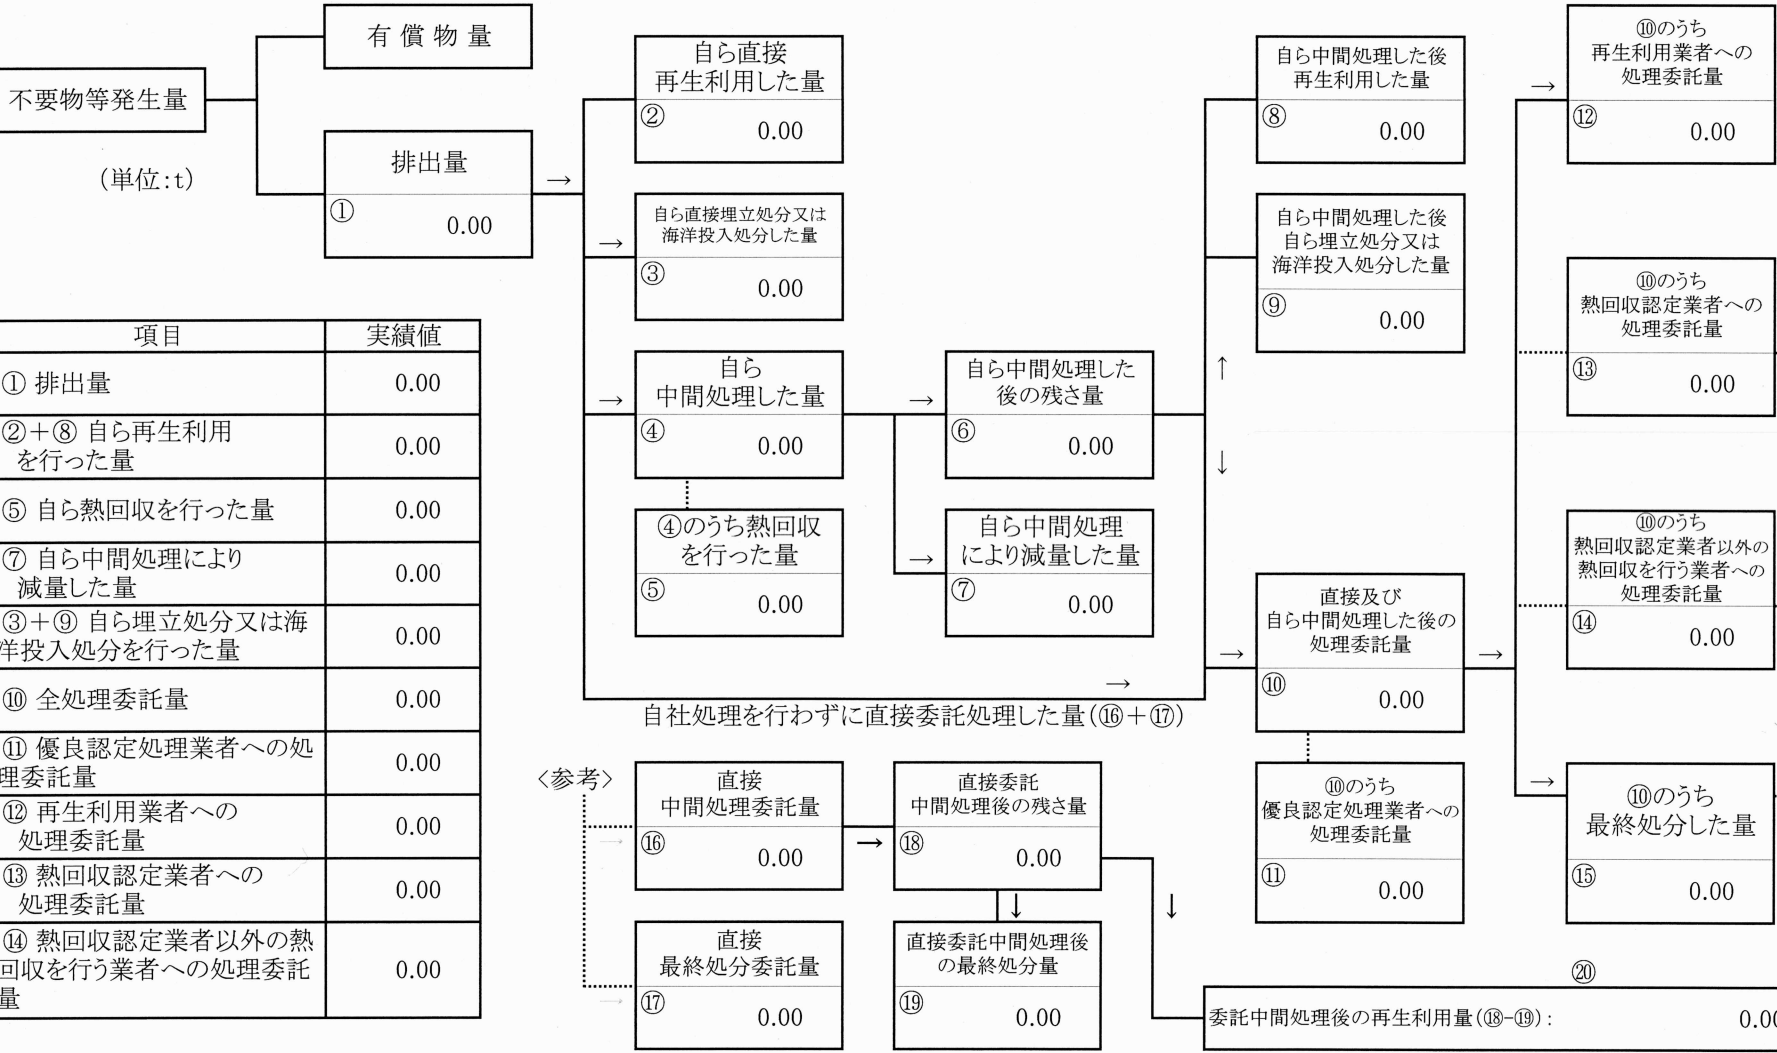 不要物等発生量
(単位:t)
有償物量
排出量
① 0.00
→
自ら直接
再生利用した量
② 0.00
→
自ら直接埋立処分又は
海洋投入処分した量
③ 0.00
→
自ら
中間処理した量
④ 0.00
④のうち熱回収
を行った量
⑤ 0.00
→
自ら中間処理した
後の残さ量
⑥ 0.00
→
自ら中間処理
により減量した量
⑦ 0.00
↑
↓
自ら中間処理した後
再生利用した量
⑧ 0.00
自ら中間処理した後
自ら埋立処分又は
海洋投入処分した量
⑨ 0.00
→
自社処理を行わずに直接委託処理した量(⑯+⑰)
→
直接及び
自ら中間処理した後の
処理委託量
⑩ 0.00
⑩のうち
優良認定処理業者への
処理委託量
⑪ 0.00
→
→
⑩のうち
再生利用業者への
処理委託量
⑫ 0.00
⑩のうち
熱回収認定業者への
処理委託量
⑬ 0.00
⑩のうち
熱回収認定業者以外の
熱回収を行う業者への
処理委託量
⑭ 0.00
→
⑩のうち
最終処分した量
⑮ 0.00
項目 実績値
① 排出量 0.00
②+⑧ 自ら再生利用
を行った量 0.00
⑤ 自ら熱回収を行った量 0.00
⑦ 自ら中間処理により
減量した量 0.00
③+⑨ 自ら埋立処分又は海
洋投入処分を行った量 0.00
⑩ 全処理委託量 0.00
⑪ 優良認定処理業者への処
理委託量 0.00
⑫ 再生利用業者への
処理委託量 0.00
⑬ 熱回収認定業者への
処理委託量 0.00
⑭ 熱回収認定業者以外の熱
回収を行う業者への処理委託
量 0.00
<参考>
→
直接
中間処理委託量
⑯ 0.00
→
直接委託
中間処理後の残さ量
⑱ 0.00
→
直接
最終処分委託量
⑰ 0.00
↓
直接委託中間処理後
の最終処分量
⑲ 0.00
↓
⑳
委託中間処理後の再生利用量(⑱-⑲): 0.00